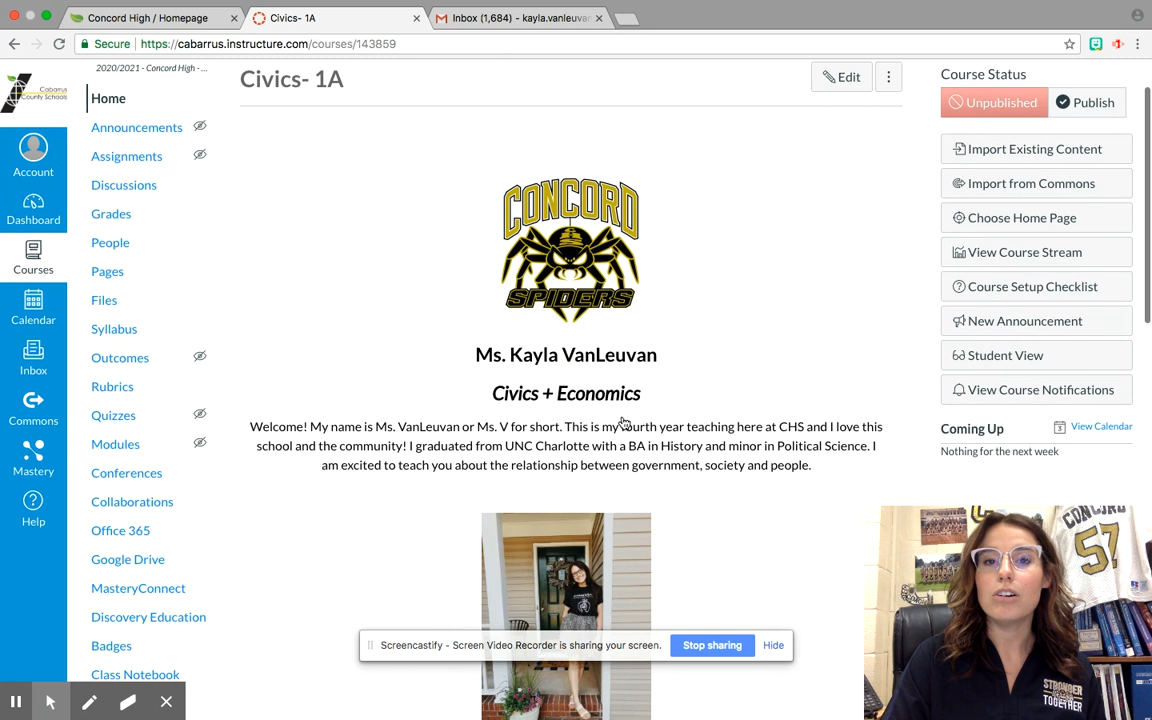 Concord High / Homepage
Civics- 1A
Inbox (1,684) - kayla.vanleuva
Secure
https://cabarrus.instructure.com/courses/143859
Cabarrus
County Schools
Account
Dashboard
Courses
Calendar
Inbox
Commons
Mastery
Help
2020/2021 - Concord High - ...
Home
Announcements
Assignments
Discussions
Grades
People
Pages
Files
Syllabus
Outcomes
Rubrics
Quizzes
Modules
Conferences
Collaborations
Office 365
Google Drive
MasteryConnect
Discovery Education
Badges
Class Notebook
Civics- 1A
Edit
CONCORD
SPIDERS
Ms. Kayla VanLeuvan
Civics + Economics
Welcome! My name is Ms. VanLeuvan or Ms. V for short. This is my fourth year teaching here at CHS and I love this
school and the community! I graduated from UNC Charlotte with a BA in History and minor in Political Science. I
am excited to teach you about the relationship between government, society and people.
Screencastify - Screen Video Recorder is sharing your screen.
Stop sharing
Hide
Course Status
Unpublished
Publish
Import Existing Content
Import from Commons
Choose Home Page
View Course Stream
Course Setup Checklist
New Announcement
Student View
View Course Notifications
Coming Up
View Calendar
Nothing for the next week
CONCORD
57
STRONGER
TOGETHER